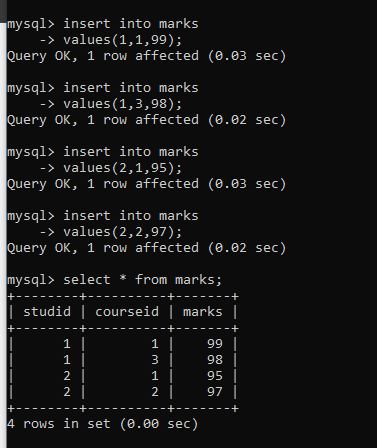 mysql> insert into marks
    -> values(1,1,99);
Query OK, 1 row affected (0.03 sec)
mysql> insert into marks
    -> values(1,3,98);
Query OK, 1 row affected (0.02 sec)
mysql> insert into marks
    -> values(2,1,95);
Query OK, 1 row affected (0.03 sec)
mysql> insert into marks
    -> values(2,2,97);
Query OK, 1 row affected (0.02 sec)
mysql> select * from marks;
+--------+----------+-------+
| studid | courseid | marks |
+--------+----------+-------+
|      1 |        1 |    99 |
|      1 |        3 |    98 |
|      2 |        1 |    95 |
|      2 |        2 |    97 |
+--------+----------+-------+
4 rows in set (0.00 sec)